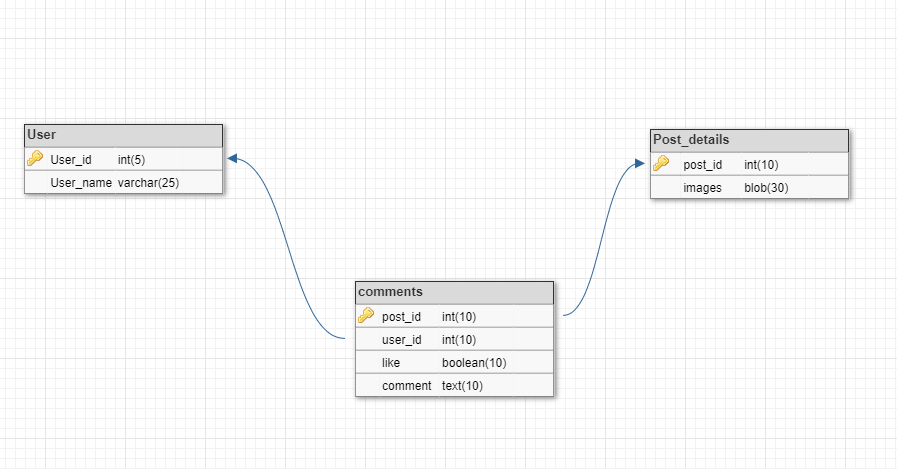 User
User_id int(5)
User_name varchar(25)
Post_details
post_id int(10)
images blob(30)
comments
post_id int(10)
user_id int(10)
like boolean(10)
comment text(10)